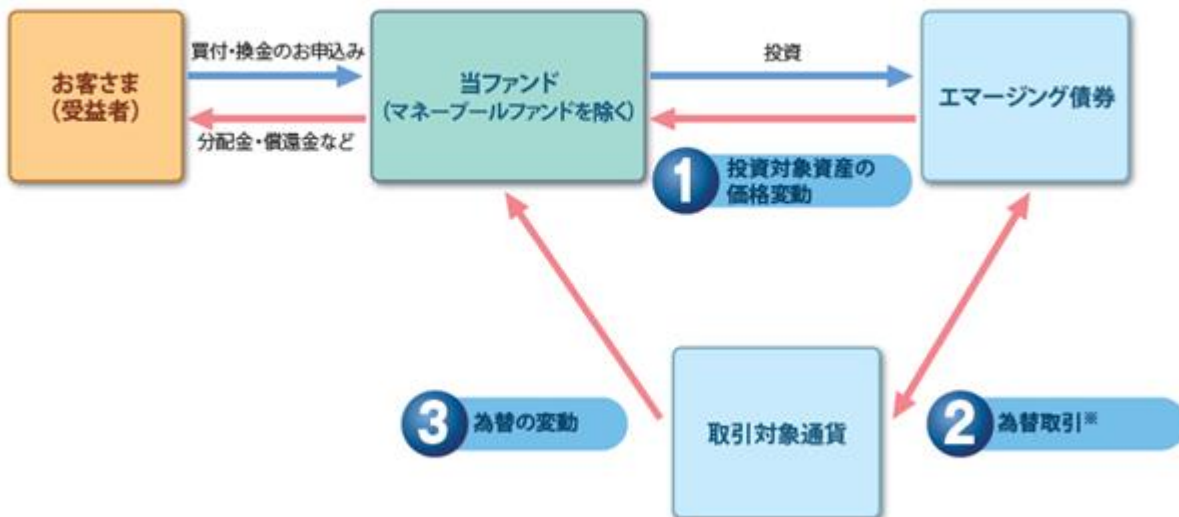 買付・換金のお申込み
投資
お客さま
(受益者)
当ファンド
(マネープールファンドを除く)
エマージング債券
分配金・償還金など
1 投資対象資産の
価格変動
3 為替の変動
取引対象通貨
2 為替取引※